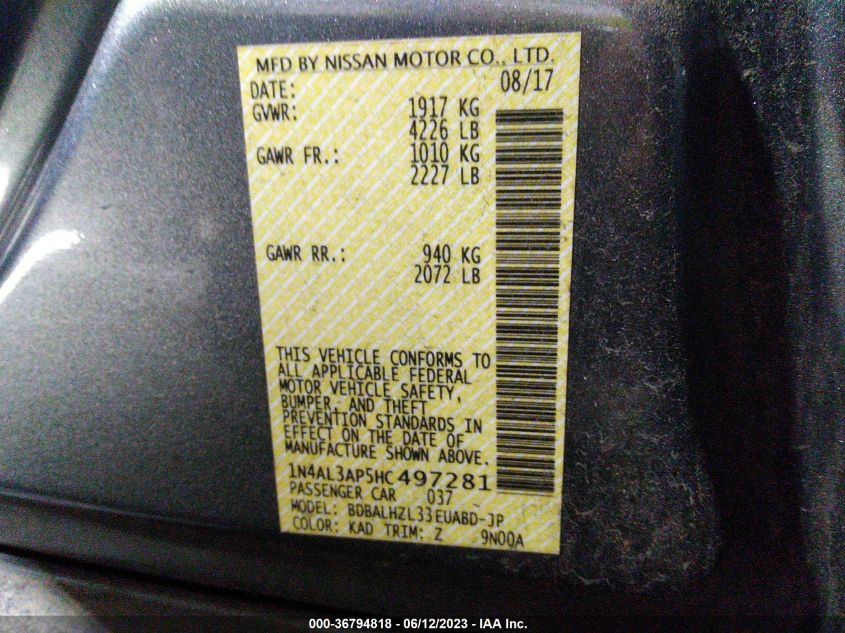 MFD BY NISSAN MOTOR CO., LTD.
DATE: 08/17
GVWR: 1917 KG
4226 LB
GAWR FR.: 1010 KG
2227 LB
GAWR RR.: 940 KG
2072 LB
THIS VEHICLE CONFORMS TO
ALL APPLICABLE FEDERAL
MOTOR VEHICLE SAFETY,
BUMPER, AND THEFT
PREVENTION STANDARDS IN
EFFECT ON THE DATE OF
MANUFACTURE SHOWN ABOVE.
1N4AL3AP5HC497281
PASSENGER CAR 037
MODEL: BDBALHZL33EUABD-JP
COLOR: KAD TRIM: Z 9N00A
000-36794818 - 06/12/2023 - IAA Inc.